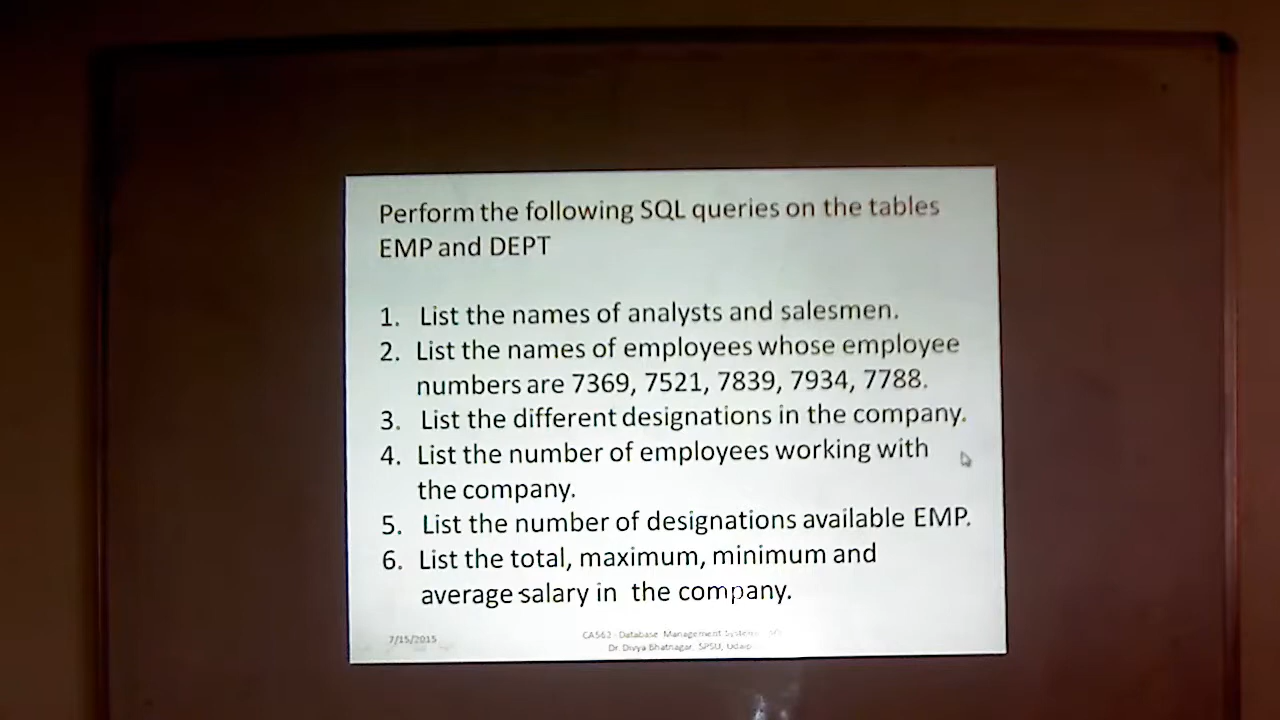 Perform the following SQL queries on the tables
EMP and DEPT
1. List the names of analysts and salesmen.
2. List the names of employees whose employee
numbers are 7369, 7521, 7839, 7934, 7788.
3. List the different designations in the company.
4. List the number of employees working with
the company.
5. List the number of designations available EMP.
6. List the total, maximum, minimum and
average salary in the company.
7/15/2015
CA562 Database Management
Dr. Divya Bhatnagar, SPSU,